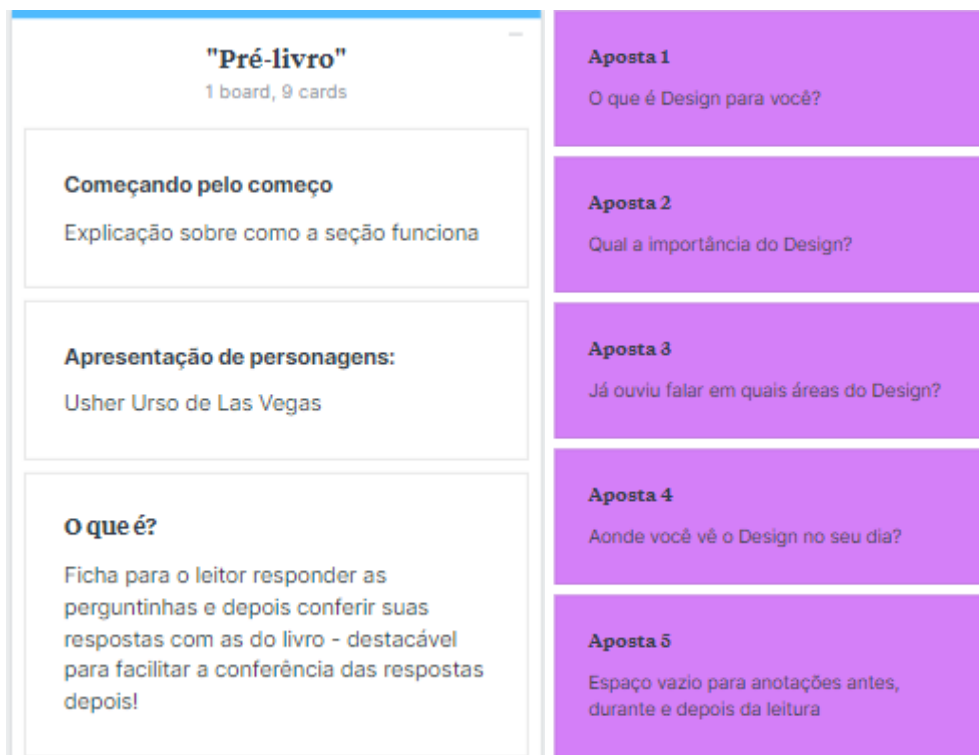 "Pré-livro"
1 board, 9 cards
Começando pelo começo
Explicação sobre como a seção funciona
Apresentação de personagens:
Usher Urso de Las Vegas
O que é?
Ficha para o leitor responder as
perguntinhas e depois conferir suas
respostas com as do livro - destacável
para facilitar a conferência das respostas
depois!
Aposta 1
O que é Design para você?
Aposta 2
Qual a importância do Design?
Aposta 3
Já ouviu falar em quais áreas do Design?
Aposta 4
Aonde você vê o Design no seu dia?
Aposta 5
Espaço vazio para anotações antes,
durante e depois da leitura